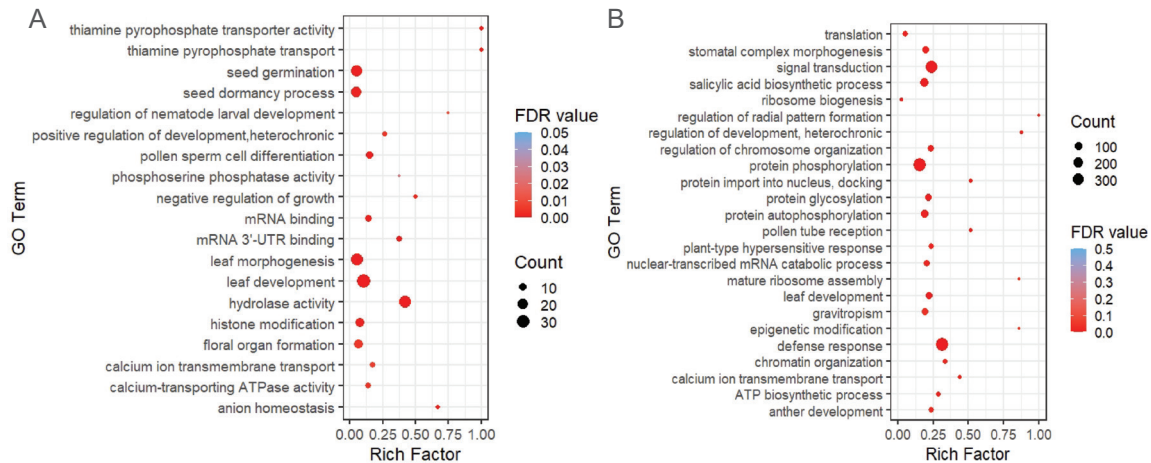 A
GO Term
thiamine pyrophosphate transporter activity
thiamine pyrophosphate transport
seed germination
seed dormancy process
regulation of nematode larval development
positive regulation of development,heterochronic
pollen sperm cell differentiation
phosphoserine phosphatase activity
negative regulation of growth
mRNA binding
mRNA 3'-UTR binding
leaf morphogenesis
leaf development
hydrolase activity
histone modification
floral organ formation
calcium ion transmembrane transport
calcium-transporting ATPase activity
anion homeostasis
0.00 0.25 0.50 0.75 1.00
Rich Factor
FDR value
0.05
0.04
0.03
0.02
0.01
0.00
Count
10
20
30
B
GO Term
translation
stomatal complex morphogenesis
signal transduction
salicylic acid biosynthetic process
ribosome biogenesis
regulation of radial pattern formation
regulation of development, heterochronic
regulation of chromosome organization
protein phosphorylation
protein import into nucleus, docking
protein glycosylation
protein autophosphorylation
pollen tube reception
plant-type hypersensitive response
nuclear-transcribed mRNA catabolic process
mature ribosome assembly
leaf development
gravitropism
epigenetic modification
defense response
chromatin organization
calcium ion transmembrane transport
ATP biosynthetic process
anther development
0.00 0.25 0.50 0.75 1.00
Rich Factor
Count
100
200
300
FDR value
0.5
0.4
0.3
0.2
0.1
0.0